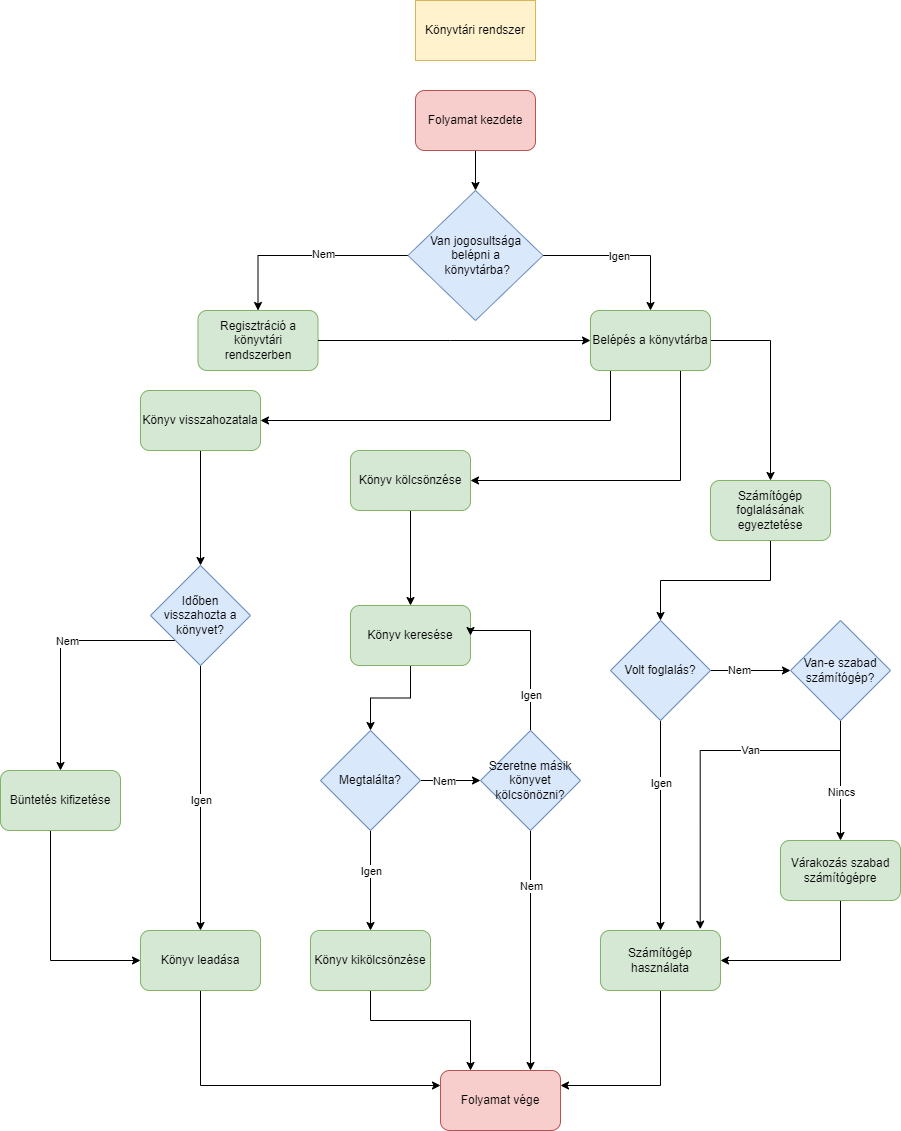 Könyvtári rendszer
Folyamat kezdete
Van jogosultsága
belépni a
könyvtárba?
Nem
Igen
Regisztráció a
könyvtári
rendszerben
Belépés a könyvtárba
Könyv visszahozatala
Könyv kölcsönzése
Számítógép
foglalásának
egyeztetése
Időben
visszahozta a
könyvet?
Nem
Könyv keresése
Volt foglalás?
Nem
Van-e szabad
számítógép?
Igen
Megtalálta?
Nem
Szeretne másik
könyvet
kölcsönözni?
Van
Igen
Nincs
Büntetés kifizetése
Igen
Igen
Nem
Várakozás szabad
számítógépre
Könyv leadása
Könyv kikölcsönzése
Számítógép
használata
Folyamat vége